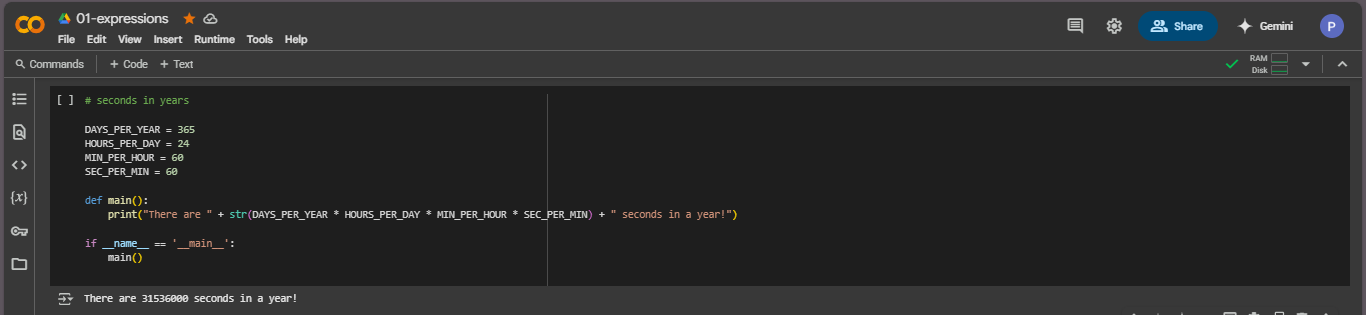 01-expressions
File Edit View Insert Runtime Tools Help
Share
Gemini
P
Commands + Code + Text
RAM
Disk
[ ] # seconds in years
DAYS_PER_YEAR = 365
HOURS_PER_DAY = 24
MIN_PER_HOUR = 60
SEC_PER_MIN = 60
def main():
    print("There are " + str(DAYS_PER_YEAR * HOURS_PER_DAY * MIN_PER_HOUR * SEC_PER_MIN) + " seconds in a year!")
if __name__ == '__main__':
    main()
There are 31536000 seconds in a year!